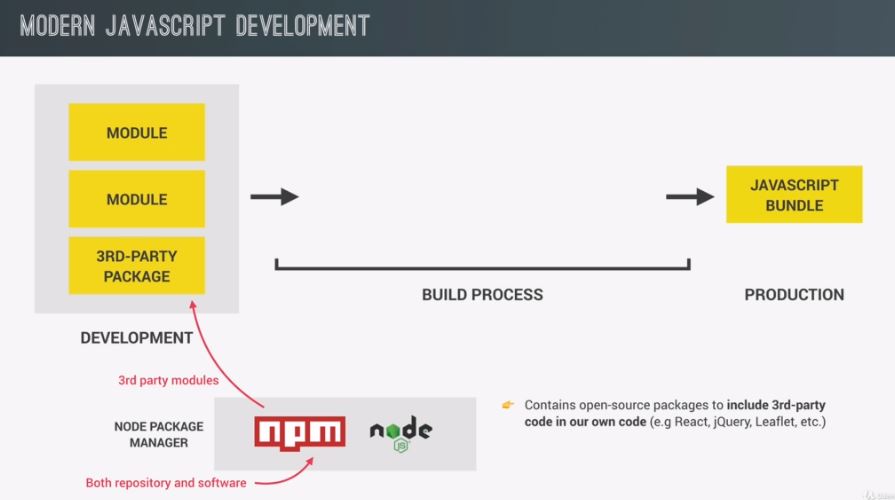 MODERN JAVASCRIPT DEVELOPMENT
MODULE
MODULE
3RD-PARTY
PACKAGE
DEVELOPMENT
BUILD PROCESS
JAVASCRIPT
BUNDLE
PRODUCTION
3rd party modules
NODE PACKAGE
MANAGER
npm
node
JS
Both repository and software
Contains open-source packages to include 3rd-party
code in our own code (e.g React, jQuery, Leaflet, etc.)